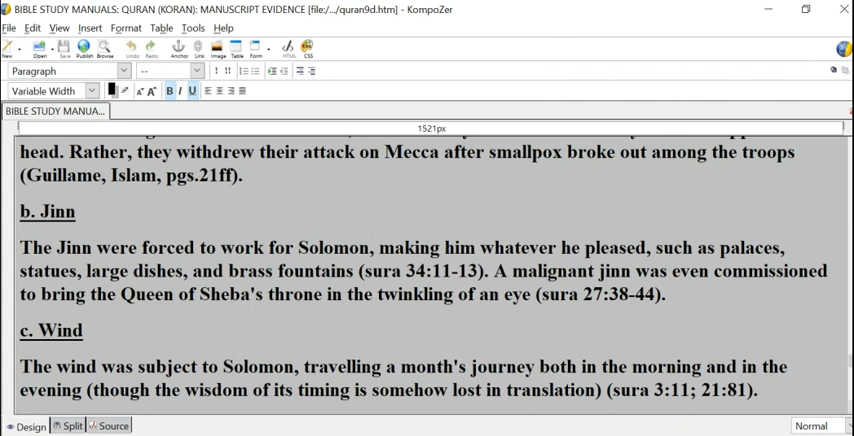 BIBLE STUDY MANUALS: QURAN (KORAN): MANUSCRIPT EVIDENCE [file:/.../quran9d.htm] - KompoZer
File Edit View Insert Format Table Tools Help
New Open Save Publish Browse Undo Redo Anchor Link Image Table Form HTML CSS
Paragraph --
Variable Width A A B I U
BIBLE STUDY MANUA...
1521px
head. Rather, they withdrew their attack on Mecca after smallpox broke out among the troops
(Guillame, Islam, pgs.21ff).
b. Jinn
The Jinn were forced to work for Solomon, making him whatever he pleased, such as palaces,
statues, large dishes, and brass fountains (sura 34:11-13). A malignant jinn was even commissioned
to bring the Queen of Sheba's throne in the twinkling of an eye (sura 27:38-44).
c. Wind
The wind was subject to Solomon, travelling a month's journey both in the morning and in the
evening (though the wisdom of its timing is somehow lost in translation) (sura 3:11; 21:81).
Design Split Source Normal